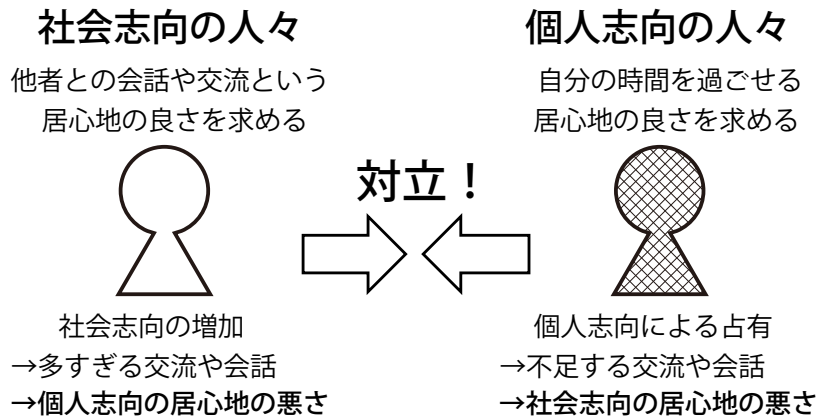 社会志向の人々
他者との会話や交流という
居心地の良さを求める
個人志向の人々
自分の時間を過ごせる
居心地の良さを求める
対立！
社会志向の増加
→多すぎる交流や会話
→個人志向の居心地の悪さ
個人志向による占有
→不足する交流や会話
→社会志向の居心地の悪さ